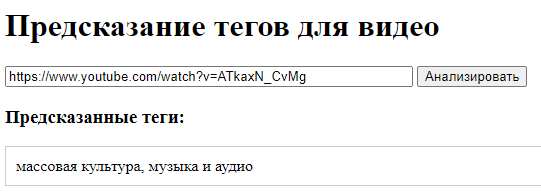 Предсказание тегов для видео
https://www.youtube.com/watch?v=ATkaxN_CvMg Анализировать
Предсказанные теги:
массовая культура, музыка и аудио